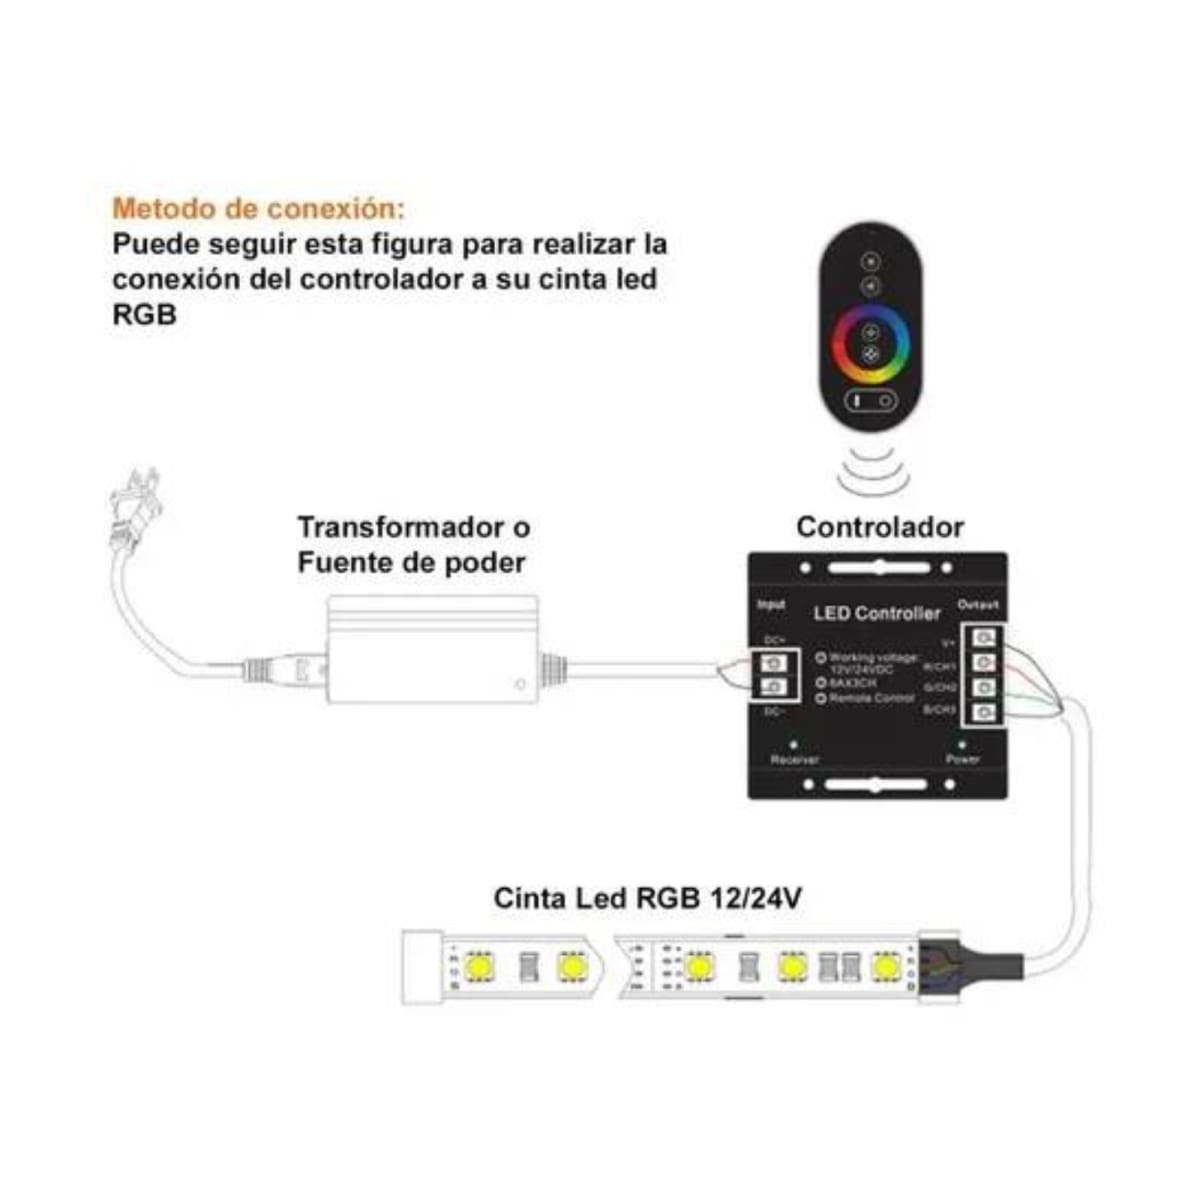 Metodo de conexión:
Puede seguir esta figura para realizar la
conexión del controlador a su cinta led
RGB
Transformador o
Fuente de poder
Controlador
Input
LED Controller
Output
DC+
V+
Working voltage:
12V/24VDC
R/CH1
6AX3CH
G/CH2
Remote Control
B/CH3
DC-
Receiver
Power
Cinta Led RGB 12/24V